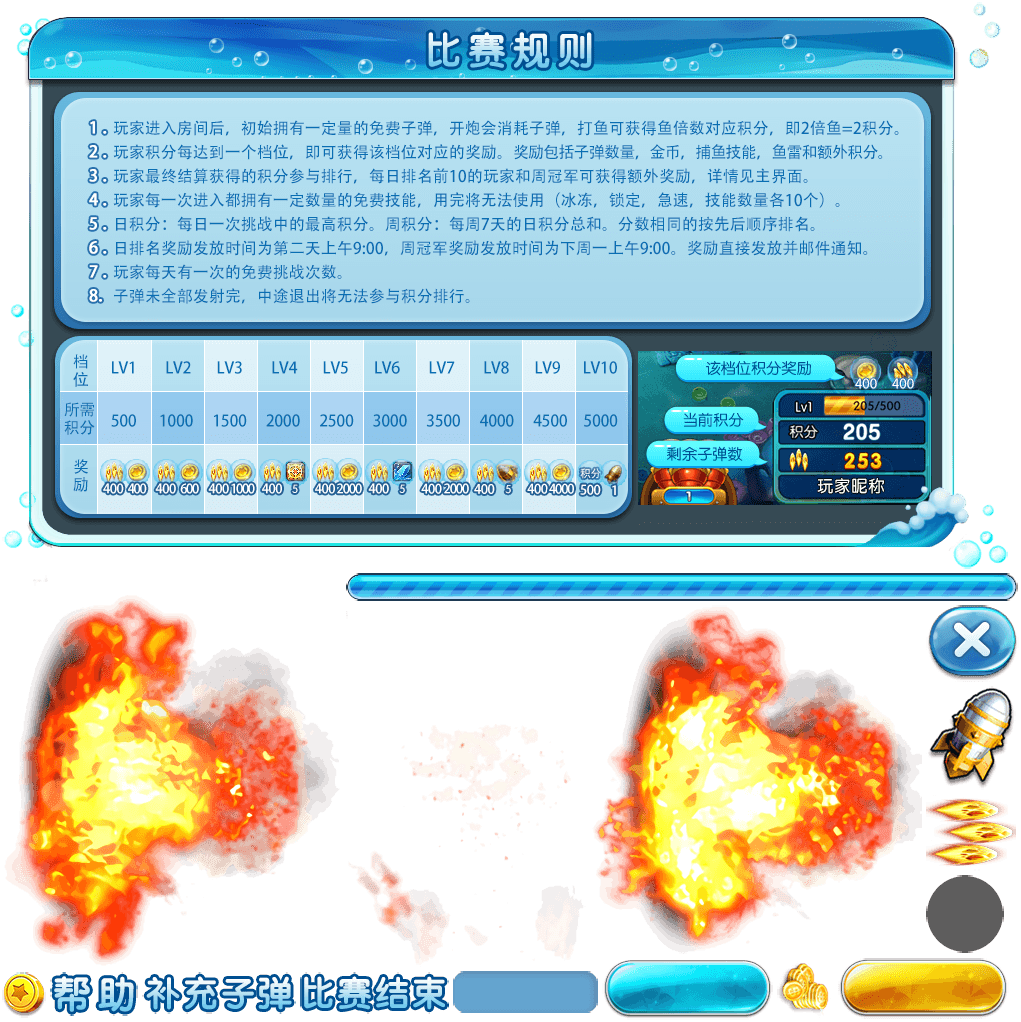 比赛规则
1。玩家进入房间后，初始拥有一定量的免费子弹，开炮会消耗子弹，打鱼可获得鱼倍数对应积分，即2倍鱼=2积分。
2。玩家积分每达到一个档位，即可获得该档位对应的奖励。奖励包括子弹数量，金币，捕鱼技能，鱼雷和额外积分。
3。玩家最终结算获得的积分参与排行，每日排名前10的玩家和周冠军可获得额外奖励，详情见主界面。
4。玩家每一次进入都拥有一定数量的免费技能，用完将无法使用（冰冻，锁定，急速，技能数量各10个）。
5。日积分：每日一次挑战中的最高积分。周积分：每周7天的日积分总和。分数相同的按先后顺序排名。
6。日排名奖励发放时间为第二天上午9:00，周冠军奖励发放时间为下周一上午9:00。奖励直接发放并邮件通知。
7。玩家每天有一次的免费挑战次数。
8。子弹未全部发射完，中途退出将无法参与积分排行。
档位 LV1 LV2 LV3 LV4 LV5 LV6 LV7 LV8 LV9 LV10
所需积分 500 1000 1500 2000 2500 3000 3500 4000 4500 5000
奖励 400 400 400 600 400 1000 400 5 400 2000 400 5 400 2000 400 5 400 4000 积分 500 1
该档位积分奖励 400 400
Lv1 205/500
当前积分 积分 205
剩余子弹数 253
1 玩家昵称
帮助 补充子弹 比赛结束